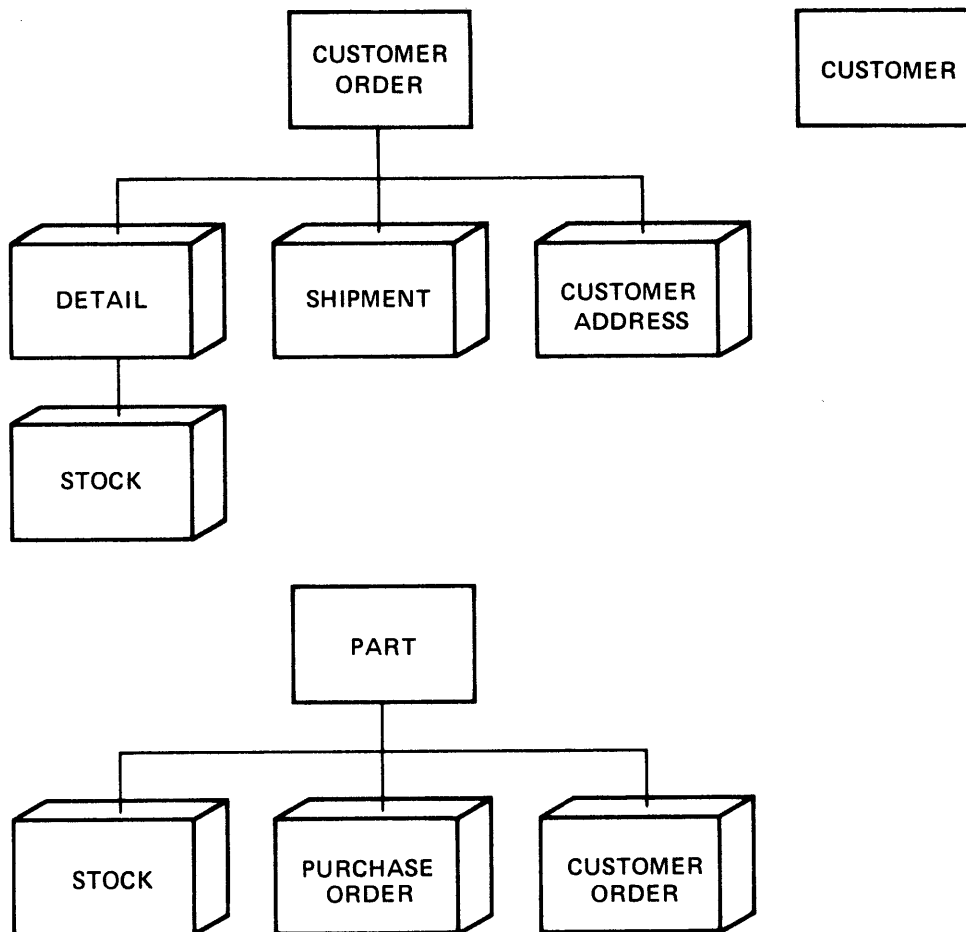 CUSTOMER
ORDER
CUSTOMER
DETAIL
SHIPMENT
CUSTOMER
ADDRESS
STOCK
PART
STOCK
PURCHASE
ORDER
CUSTOMER
ORDER